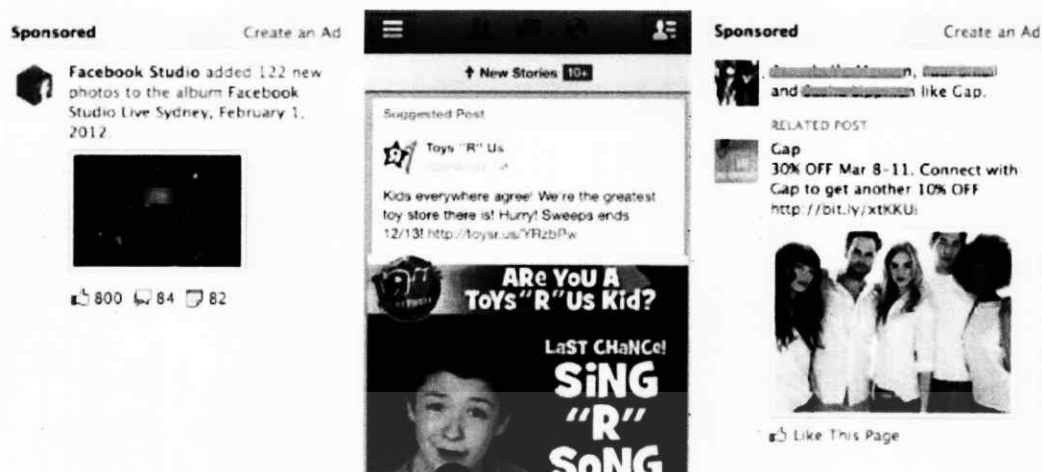 Sponsored
Create an Ad
Facebook Studio added 122 new
photos to the album Facebook
Studio Live Sydney, February 1,
2012.
800 84 82
New Stories 10+
Suggested Post
Toys "R" Us
Sponsored
Kids everywhere agree! We're the greatest
toy store there is! Hurry! Sweeps ends
12/13! http://toysr.us/YRzbPw
ARe YoU A
ToYs"R"Us KiD?
LaST CHaNCe!
SiNG
"R"
SoNG
Sponsored
Create an Ad
and like Gap.
RELATED POST
Gap
30% OFF Mar 8-11. Connect with
Gap to get another 10% OFF
http://bit.ly/xtKKUi
Like This Page